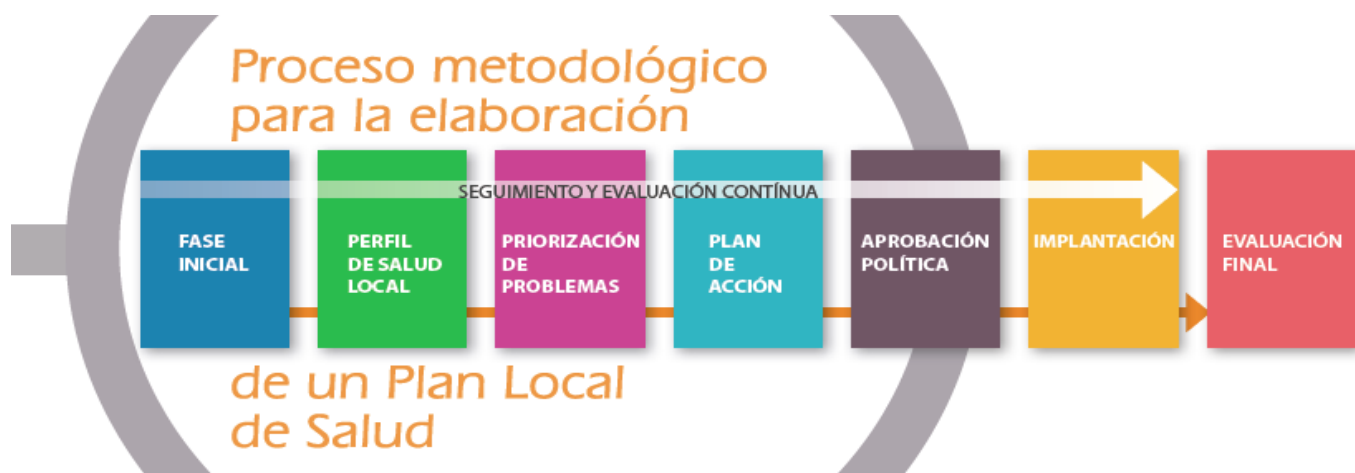 Proceso metodológico
para la elaboración
SEGUIMIENTO Y EVALUACIÓN CONTÍNUA
FASE
INICIAL
PERFIL
DE SALUD
LOCAL
PRIORIZACIÓN
DE
PROBLEMAS
PLAN
DE
ACCIÓN
APROBACIÓN
POLÍTICA
IMPLANTACIÓN
EVALUACIÓN
FINAL
de un Plan Local
de Salud